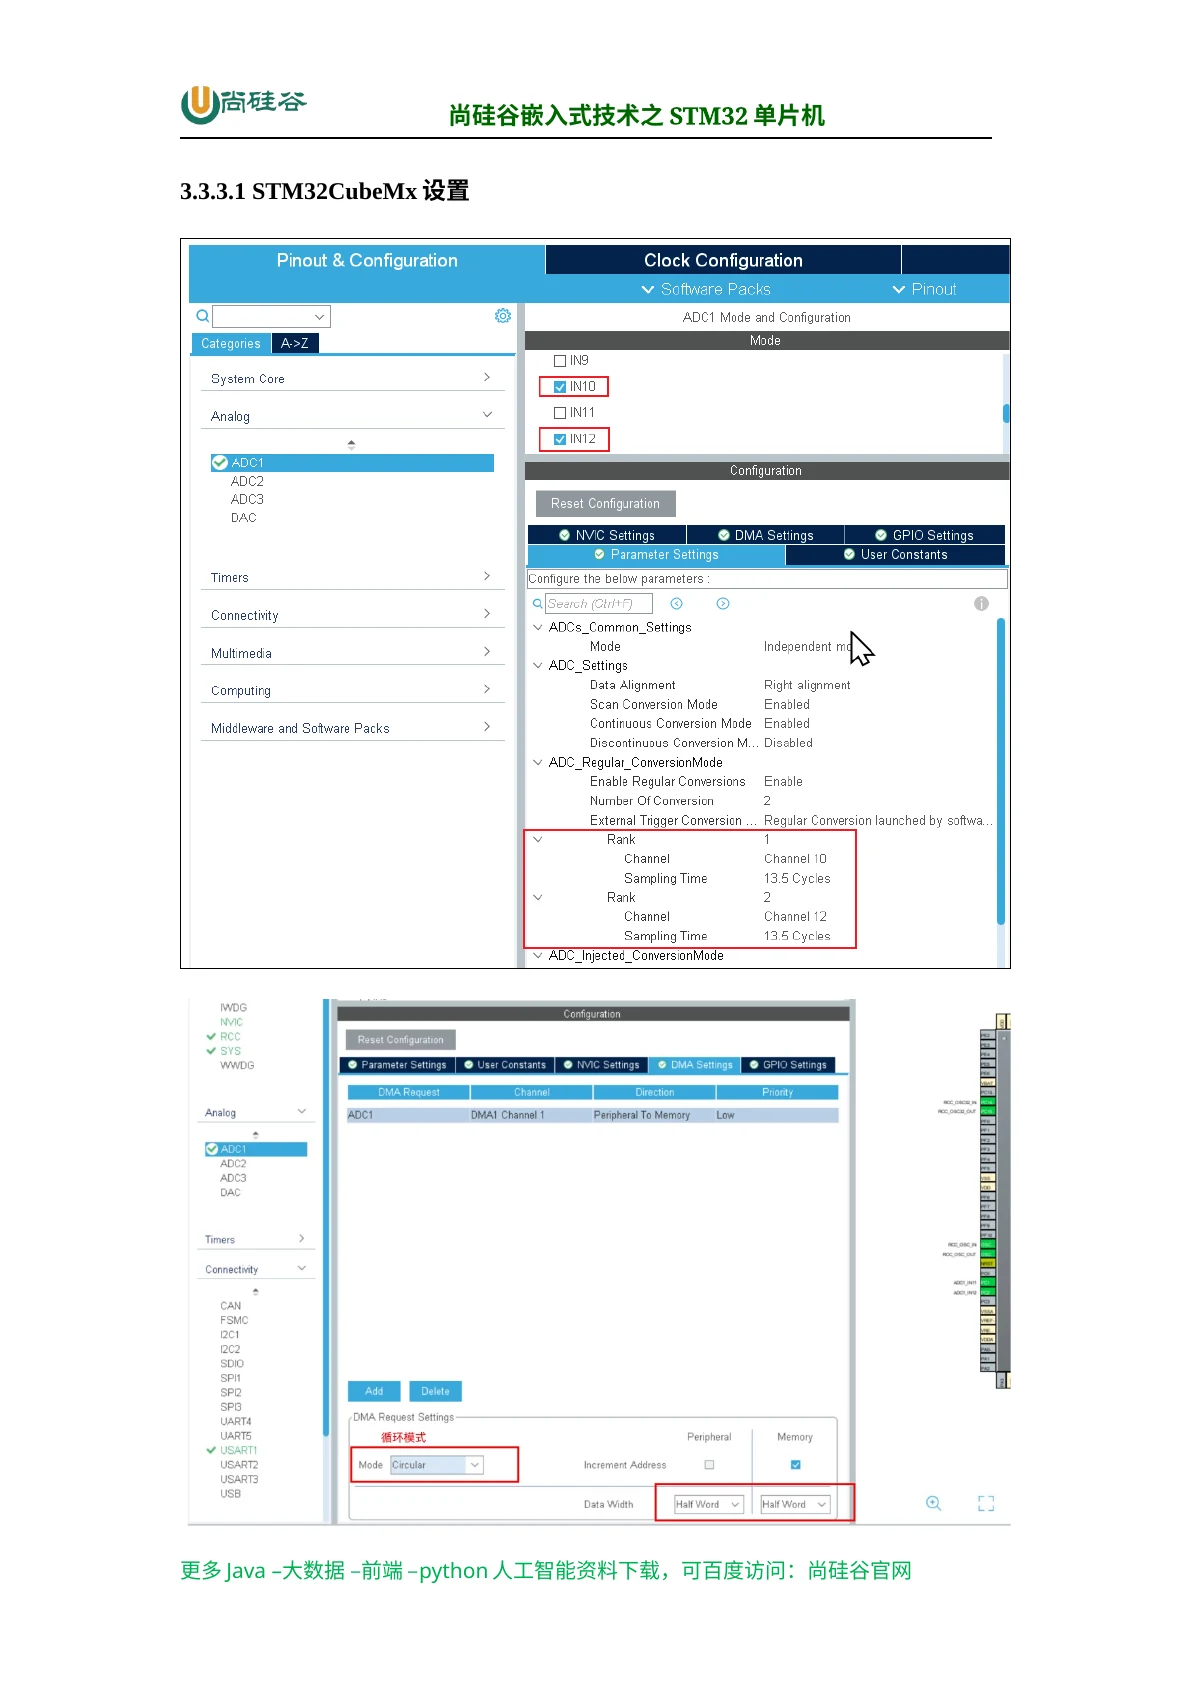 尚硅谷
尚硅谷嵌入式技术之 STM32 单片机
3.3.3.1 STM32CubeMx 设置
Pinout & Configuration
Clock Configuration
Software Packs
Pinout
Categories
A->Z
System Core
Analog
ADC1
ADC2
ADC3
DAC
Timers
Connectivity
Multimedia
Computing
Middleware and Software Packs
ADC1 Mode and Configuration
Mode
IN9
IN10
IN11
IN12
Configuration
Reset Configuration
NVIC Settings
DMA Settings
GPIO Settings
Parameter Settings
User Constants
Configure the below parameters :
Search (Ctrl+F)
ADCs_Common_Settings
Mode Independent mo
ADC_Settings
Data Alignment Right alignment
Scan Conversion Mode Enabled
Continuous Conversion Mode Enabled
Discontinuous Conversion M... Disabled
ADC_Regular_ConversionMode
Enable Regular Conversions Enable
Number Of Conversion 2
External Trigger Conversion ... Regular Conversion launched by softwa...
Rank 1
Channel Channel 10
Sampling Time 13.5 Cycles
Rank 2
Channel Channel 12
Sampling Time 13.5 Cycles
ADC_Injected_ConversionMode
IWDG
NVIC
RCC
SYS
WWDG
Analog
ADC1
ADC2
ADC3
DAC
Timers
Connectivity
CAN
FSMC
I2C1
I2C2
SDIO
SPI1
SPI2
SPI3
UART4
UART5
USART1
USART2
USART3
USB
Configuration
Reset Configuration
Parameter Settings
User Constants
NVIC Settings
DMA Settings
GPIO Settings
DMA Request Channel Direction Priority
ADC1 DMA1 Channel 1 Peripheral To Memory Low
Add
Delete
DMA Request Settings
循环模式
Peripheral Memory
Mode Circular
Increment Address
Data Width Half Word Half Word
RCC_OSC32_IN
RCC_OSC32_OUT
RCC_OSC_IN
RCC_OSC_OUT
ADC1_IN11
ADC1_IN12
更多 Java –大数据 –前端 –python 人工智能资料下载，可百度访问：尚硅谷官网